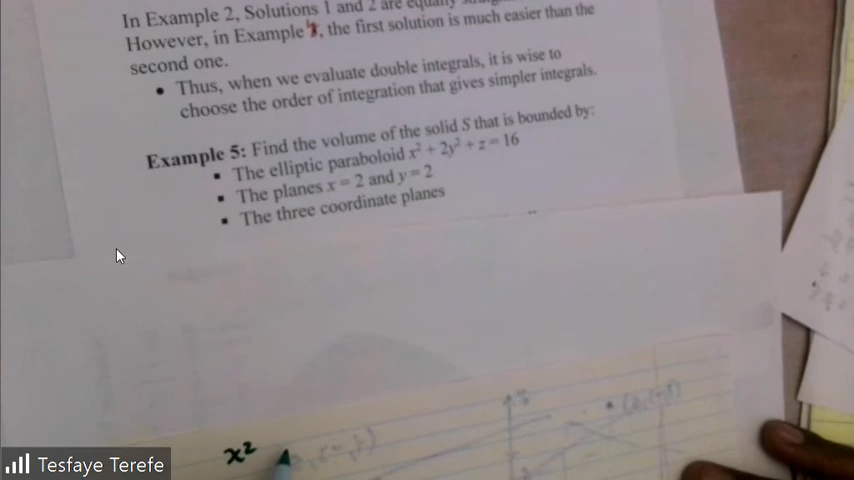 In Example 2, Solutions 1 and 2 are equally
However, in Example 4, the first solution is much easier than the
second one.
• Thus, when we evaluate double integrals, it is wise to
choose the order of integration that gives simpler integrals.
Example 5: Find the volume of the solid S that is bounded by:
▪ The elliptic paraboloid x² + 2y² + z = 16
▪ The planes x = 2 and y = 2
▪ The three coordinate planes
x²
Tesfaye Terefe